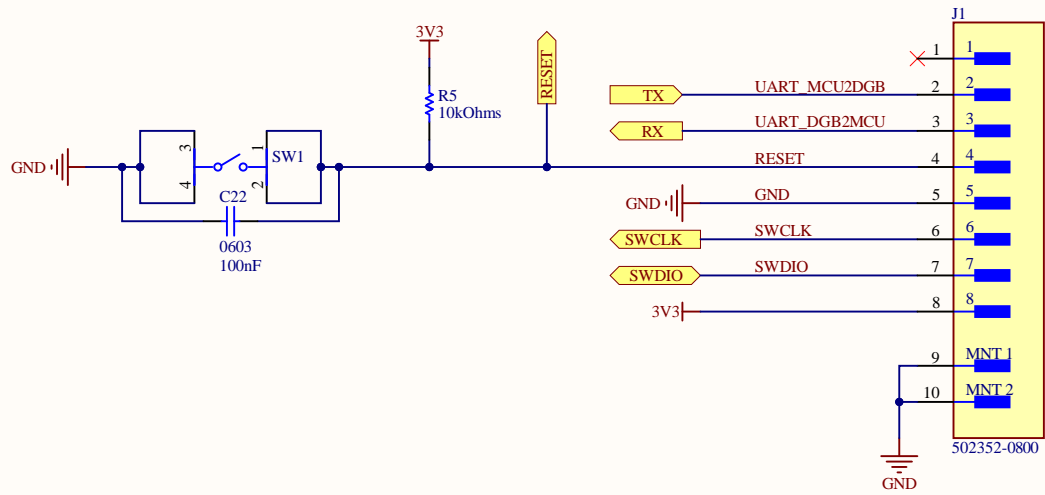 J1
3V3
RESET
1 1
TX UART_MCU2DGB 2 2
R5
10kOhms
RX UART_DGB2MCU 3 3
GND 3 1 SW1 RESET 4 4
4 2
C22
0603
100nF
GND GND 5 5
SWCLK SWCLK 6 6
SWDIO SWDIO 7 7
3V3 8 8
9 MNT 1
10 MNT 2
502352-0800
GND